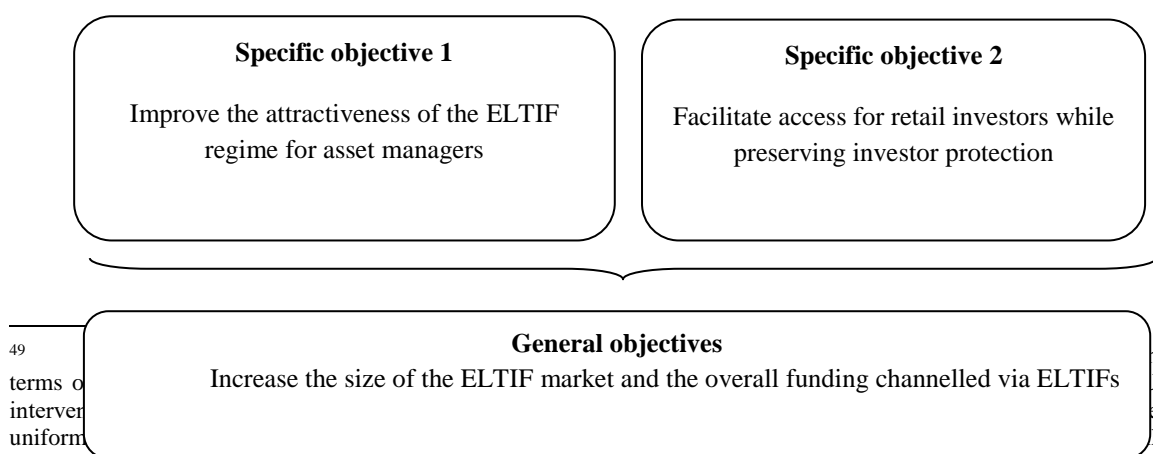 Specific objective 1
Improve the attractiveness of the ELTIF
regime for asset managers
Specific objective 2
Facilitate access for retail investors while
preserving investor protection
General objectives
Increase the size of the ELTIF market and the overall funding channelled via ELTIFs
49
terms